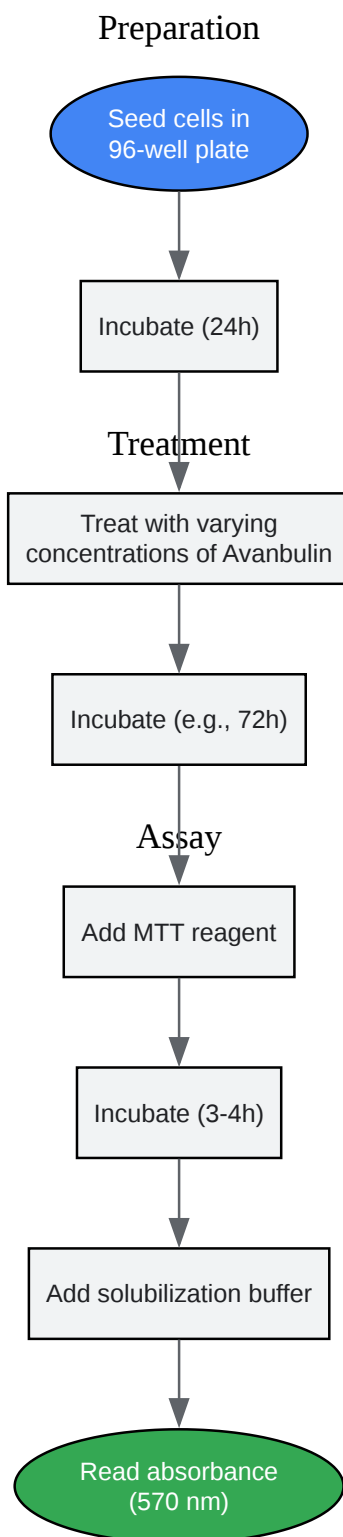 Preparation
Seed cells in
96-well plate
Incubate (24h)
Treatment
Treat with varying
concentrations of Avanbulin
Incubate (e.g., 72h)
Assay
Add MTT reagent
Incubate (3-4h)
Add solubilization buffer
Read absorbance
(570 nm)